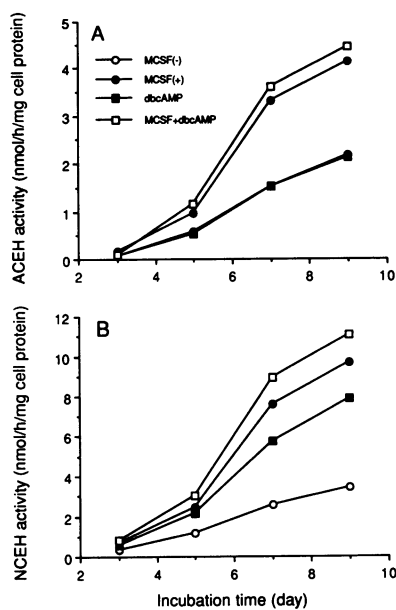 A
MCSF(-)
MCSF(+)
dbcAMP
MCSF+dbcAMP
ACEH activity (nmol/h/mg cell protein)
5
4
3
2
1
0
2 4 6 8 10
B
NCEH activity (nmol/h/mg cell protein)
12
10
8
6
4
2
0
2 4 6 8 10
Incubation time (day)